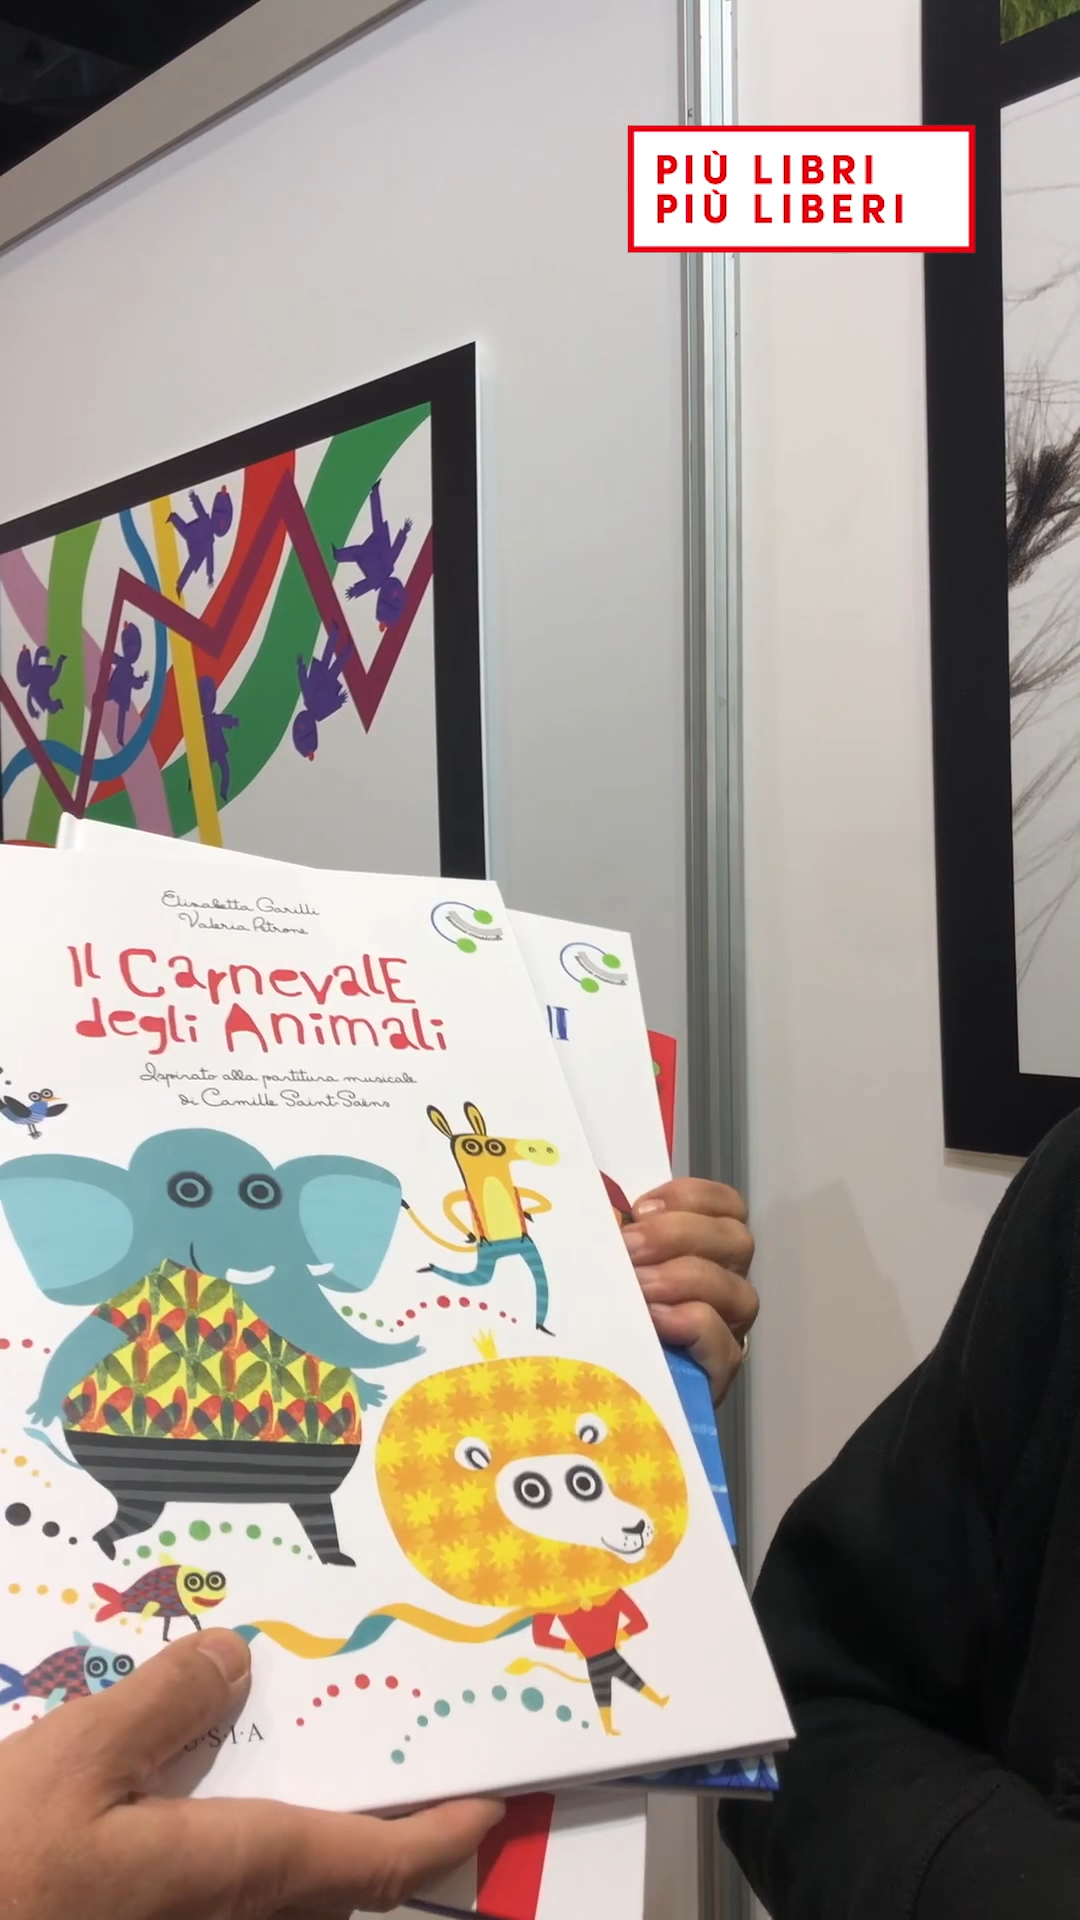 PIÙ LIBRI
PIÙ LIBERI
Elisabetta Garilli
Valeria Petrone
Il CarnevalE
degli Animali
Ispirato alla partitura musicale
di Camille Saint-Saëns
S·I·A